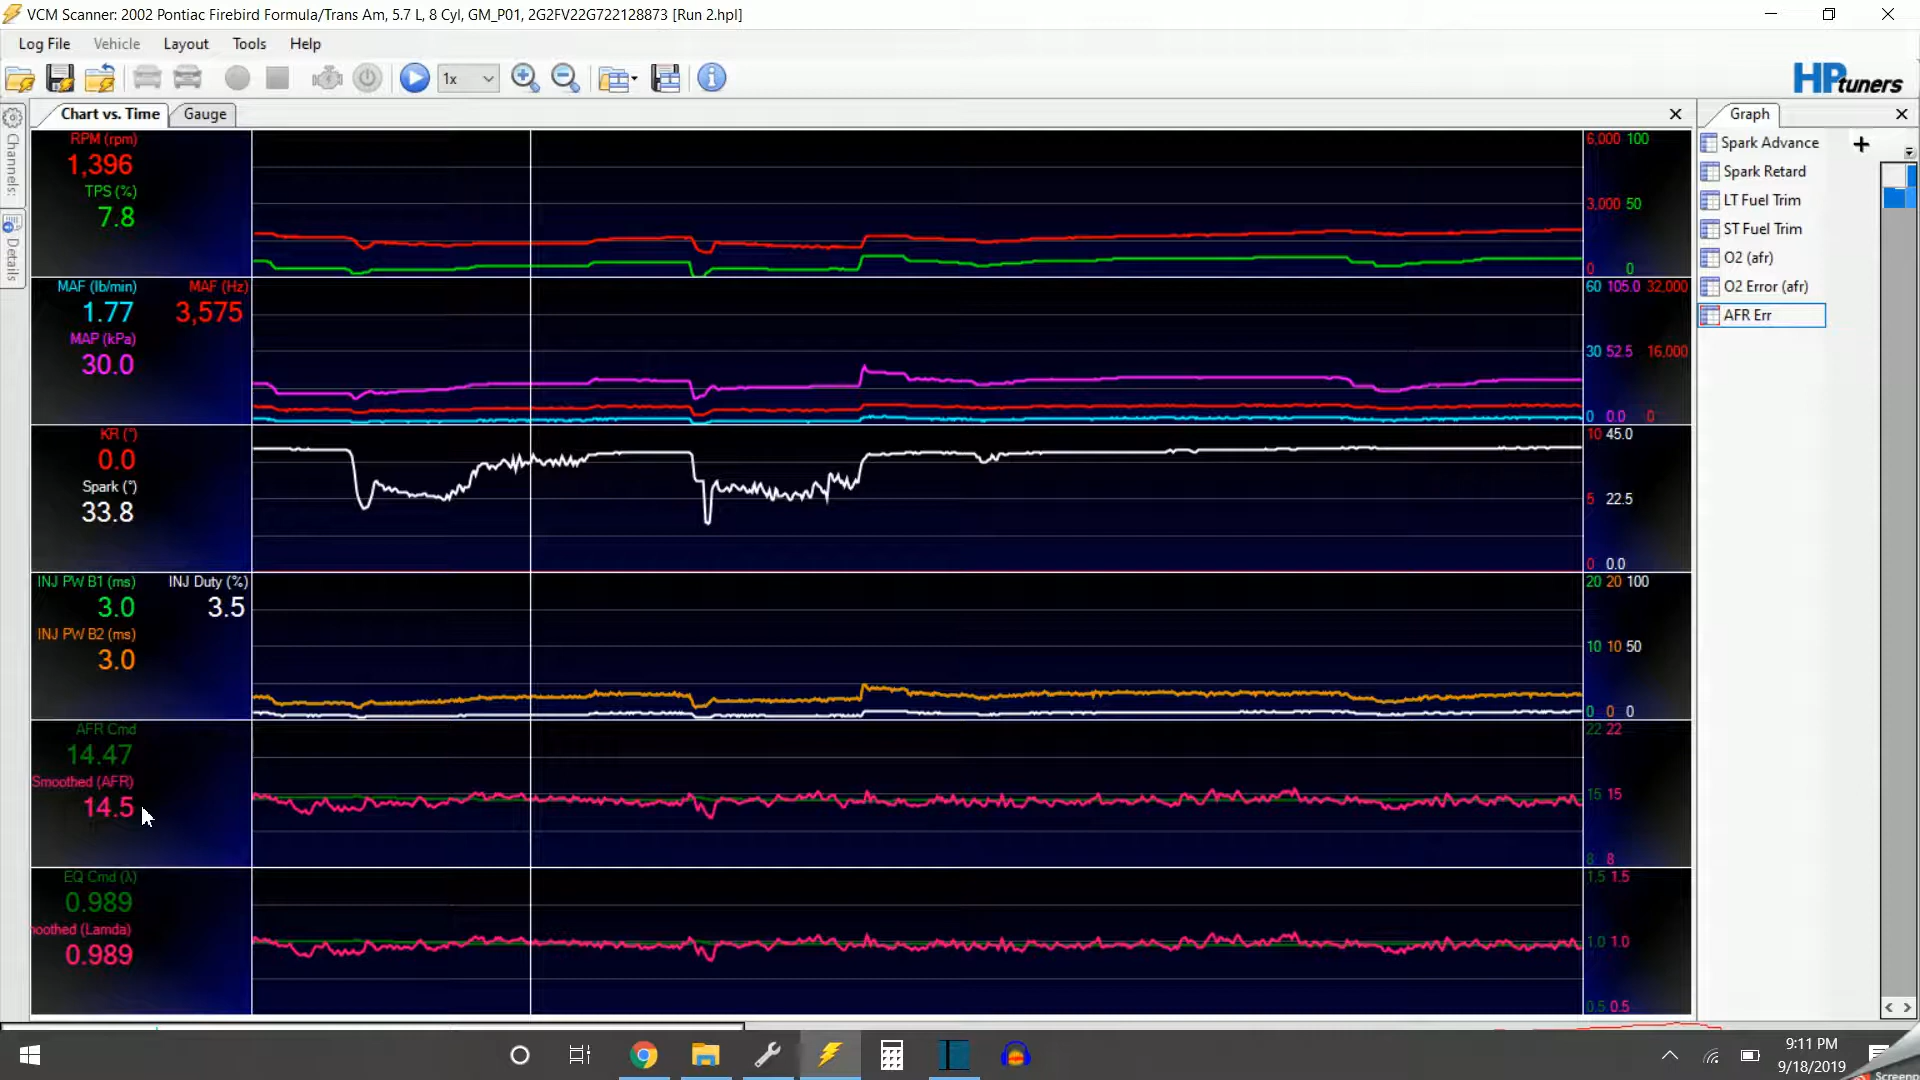 VCM Scanner: 2002 Pontiac Firebird Formula/Trans Am, 5.7 L, 8 Cyl, GM_P01, 2G2FV22G722128873 [Run 2.hpl]
Log File Vehicle Layout Tools Help
1x
HPtuners
Channels:
Details
Chart vs. Time Gauge
RPM (rpm)
1,396
TPS (%)
7.8
6,000 100
3,000 50
0 0
MAF (lb/min) MAF (Hz)
1.77 3,575
MAP (kPa)
30.0
60 105.0 32,000
30 52.5 16,000
0 0.0 0
KR (°)
0.0
Spark (°)
33.8
10 45.0
5 22.5
0 0.0
INJ PW B1 (ms) INJ Duty (%)
3.0 3.5
INJ PW B2 (ms)
3.0
20 20 100
10 10 50
0 0 0
AFR Cmd
14.47
Smoothed (AFR)
14.5
22 22
15 15
8 8
EQ Cmd (λ)
0.989
oothed (Lamda)
0.989
1.5 1.5
1.0 1.0
0.5 0.5
Graph
Spark Advance
Spark Retard
LT Fuel Trim
ST Fuel Trim
O2 (afr)
O2 Error (afr)
AFR Err
9:11 PM
9/18/2019